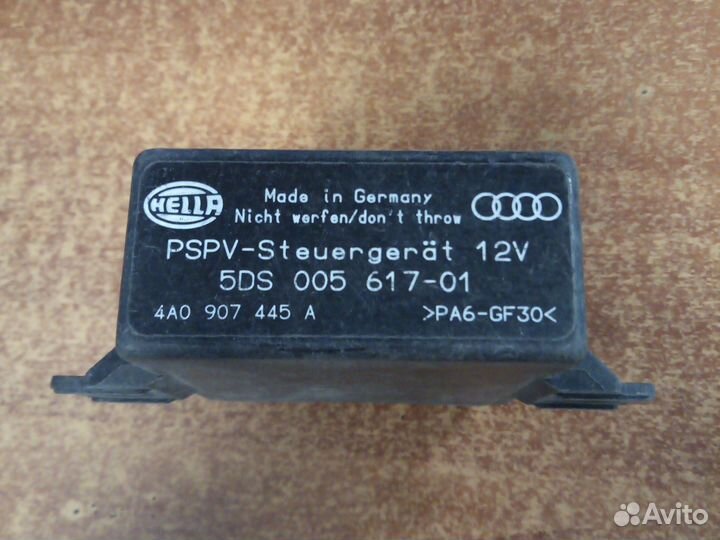 HELLA
Made in Germany
Nicht werfen/don't throw
PSPV-Steuergerät 12V
5DS 005 617-01
4A0 907 445 A >PA6-GF30<
Avito